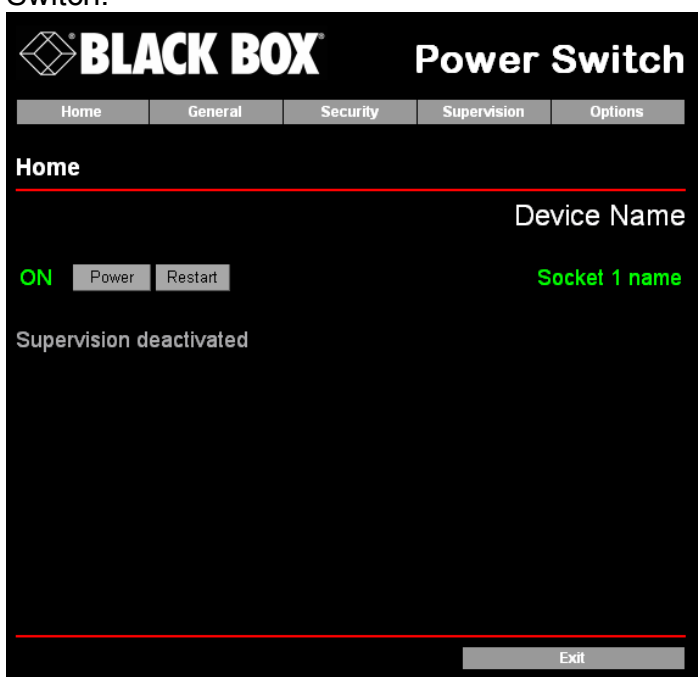 Switch.
BLACK BOX® Power Switch
Home General Security Supervision Options
Home
Device Name
ON Power Restart Socket 1 name
Supervision deactivated
Exit